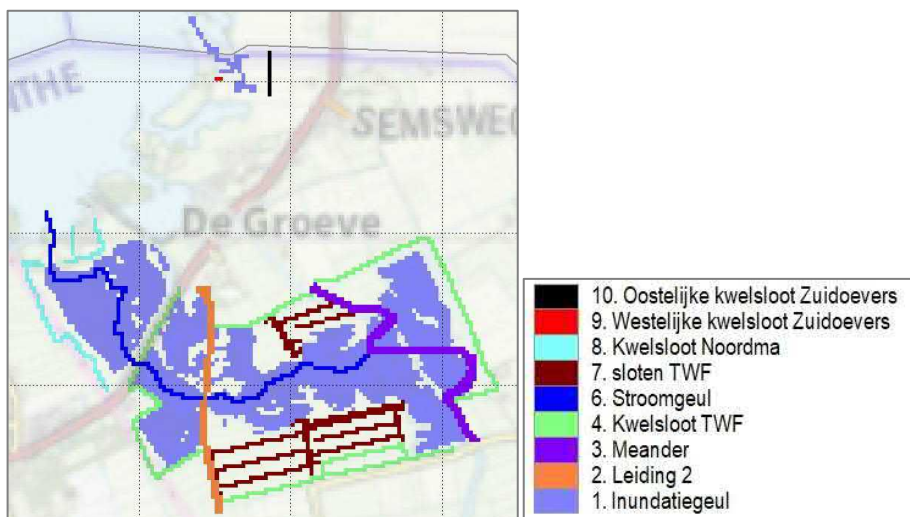 THE
SEMSWEG
De Groeve
10. Oostelijke kwelsloot Zuidoevers
9. Westelijke kwelsloot Zuidoevers
8. Kwelsloot Noordma
7. sloten TWF
6. Stroomgeul
4. Kwelsloot TWF
3. Meander
2. Leiding 2
1. Inundatiegeul